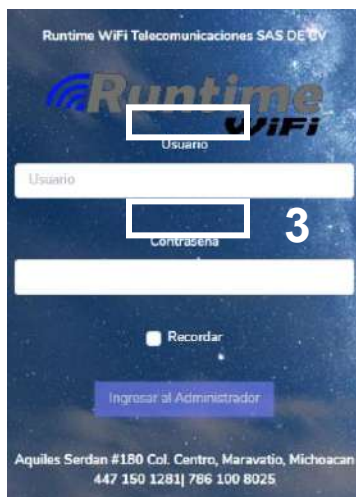 Runtime WiFi Telecomunicaciones SAS DE CV
Runtime
WiFi
Usuario
Usuario
3
Contraseña
Recordar
Ingresar al Administrador
Aquiles Serdan #180 Col. Centro, Maravatio, Michoacan
447 150 1281| 786 100 8025